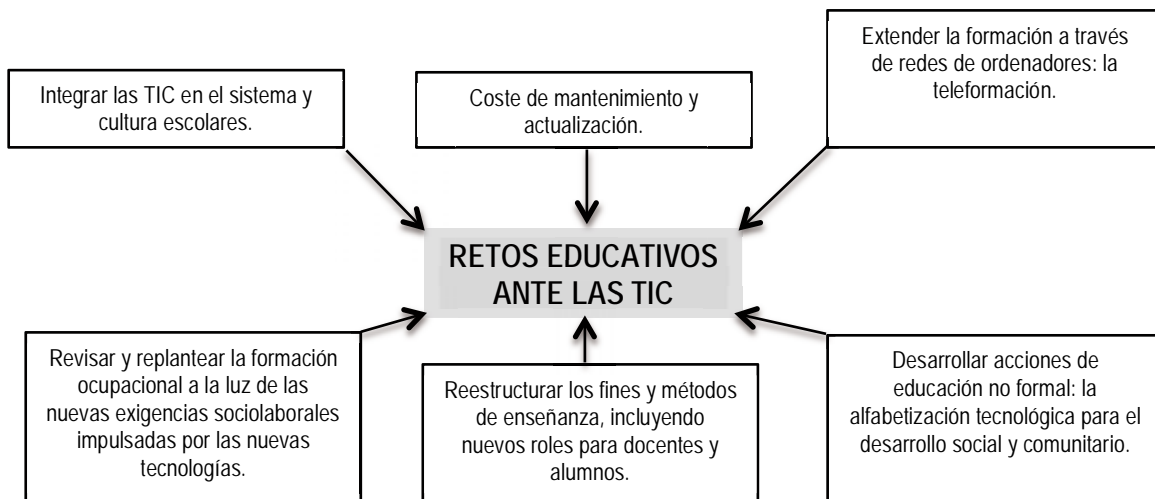 Integrar las TIC en el sistema y
cultura escolares.
Coste de mantenimiento y
actualización.
Extender la formación a través
de redes de ordenadores: la
teleformación.
RETOS EDUCATIVOS
ANTE LAS TIC
Revisar y replantear la formación
ocupacional a la luz de las
nuevas exigencias sociolaborales
impulsadas por las nuevas
tecnologías.
Reestructurar los fines y métodos
de enseñanza, incluyendo
nuevos roles para docentes y
alumnos.
Desarrollar acciones de
educación no formal: la
alfabetización tecnológica para el
desarrollo social y comunitario.